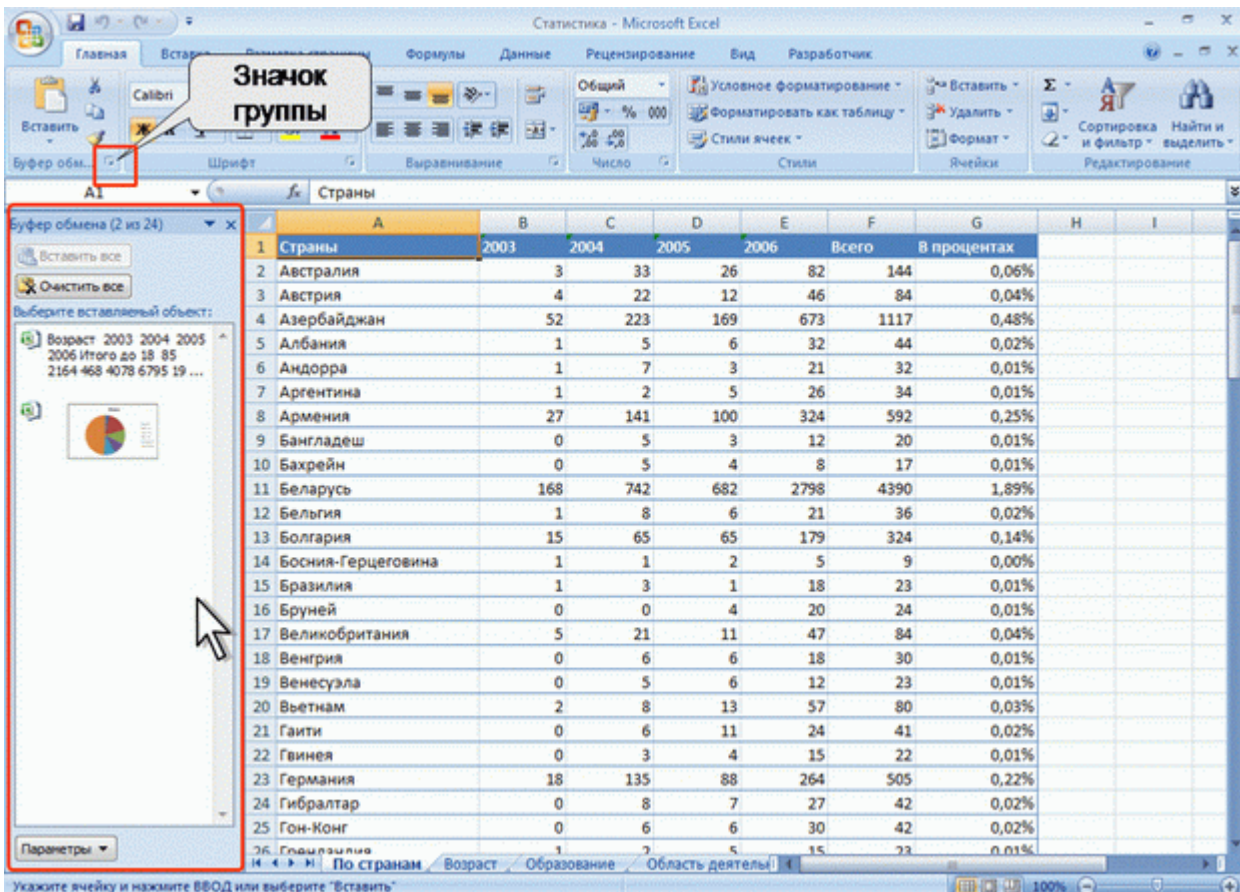 Статистика - Microsoft Excel
Главная Формулы Данные Рецензирование Вид Разработчик
Значок
группы
Вставить
Calibri
Общий
% 000
Условное форматирование
Форматировать как таблицу
Стили ячеек
Вставить
Удалить
Формат
Σ
Сортировка
и фильтр
Найти и
выделить
Буфер обм... Шрифт Выравнивание Число Стили Ячейки Редактирование
A1 fx Страны
Буфер обмена (2 из 24)
Вставить все
Очистить все
Выберите вставляемый объект:
Возраст 2003 2004 2005
2006 Итого до 18 85
2164 468 4078 6795 19 ...
Параметры
A B C D E F G H I
1 Страны 2003 2004 2005 2006 Всего В процентах
2 Австралия 3 33 26 82 144 0,06%
3 Австрия 4 22 12 46 84 0,04%
4 Азербайджан 52 223 169 673 1117 0,48%
5 Албания 1 5 6 32 44 0,02%
6 Андорра 1 7 3 21 32 0,01%
7 Аргентина 1 2 5 26 34 0,01%
8 Армения 27 141 100 324 592 0,25%
9 Бангладеш 0 5 3 12 20 0,01%
10 Бахрейн 0 5 4 8 17 0,01%
11 Беларусь 168 742 682 2798 4390 1,89%
12 Бельгия 1 8 6 21 36 0,02%
13 Болгария 15 65 65 179 324 0,14%
14 Босния-Герцеговина 1 1 2 5 9 0,00%
15 Бразилия 1 3 1 18 23 0,01%
16 Бруней 0 0 4 20 24 0,01%
17 Великобритания 5 21 11 47 84 0,04%
18 Венгрия 0 6 6 18 30 0,01%
19 Венесуэла 0 5 6 12 23 0,01%
20 Вьетнам 2 8 13 57 80 0,03%
21 Гаити 0 6 11 24 41 0,02%
22 Гвинея 0 3 4 15 22 0,01%
23 Германия 18 135 88 264 505 0,22%
24 Гибралтар 0 8 7 27 42 0,02%
25 Гон-Конг 0 6 6 30 42 0,02%
26 Гренландия 1 2 5 15 23 0,01%
По странам Возраст Образование Область деятель
Укажите ячейку и нажмите ВВОД или выберите "Вставить"
100%